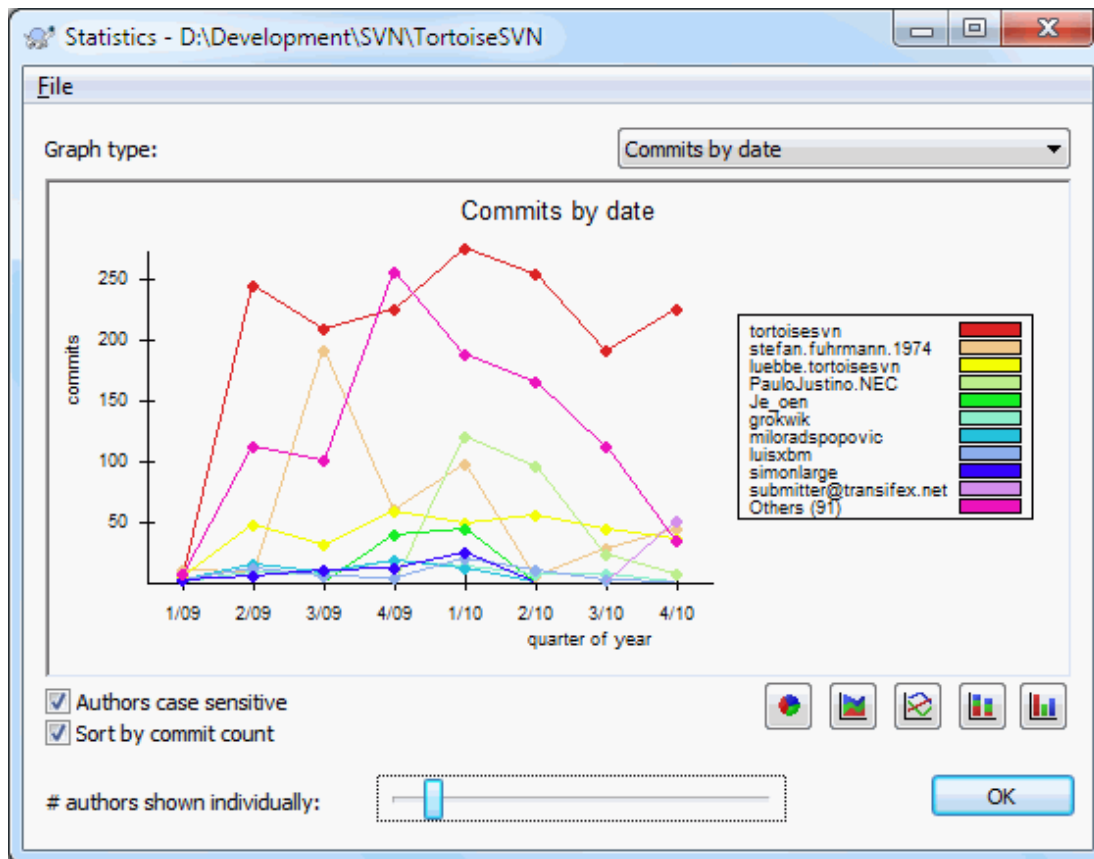 Statistics - D:\Development\SVN\TortoiseSVN
File
Graph type:
Commits by date
Commits by date
250
200
150
100
50
commits
1/09 2/09 3/09 4/09 1/10 2/10 3/10 4/10
quarter of year
tortoisesvn
stefan.fuhrmann.1974
luebbe.tortoisesvn
PauloJustino.NEC
Je_oen
grokwik
miloradspopovic
luisxbm
simonlarge
submitter@transifex.net
Others (91)
Authors case sensitive
Sort by commit count
# authors shown individually:
OK